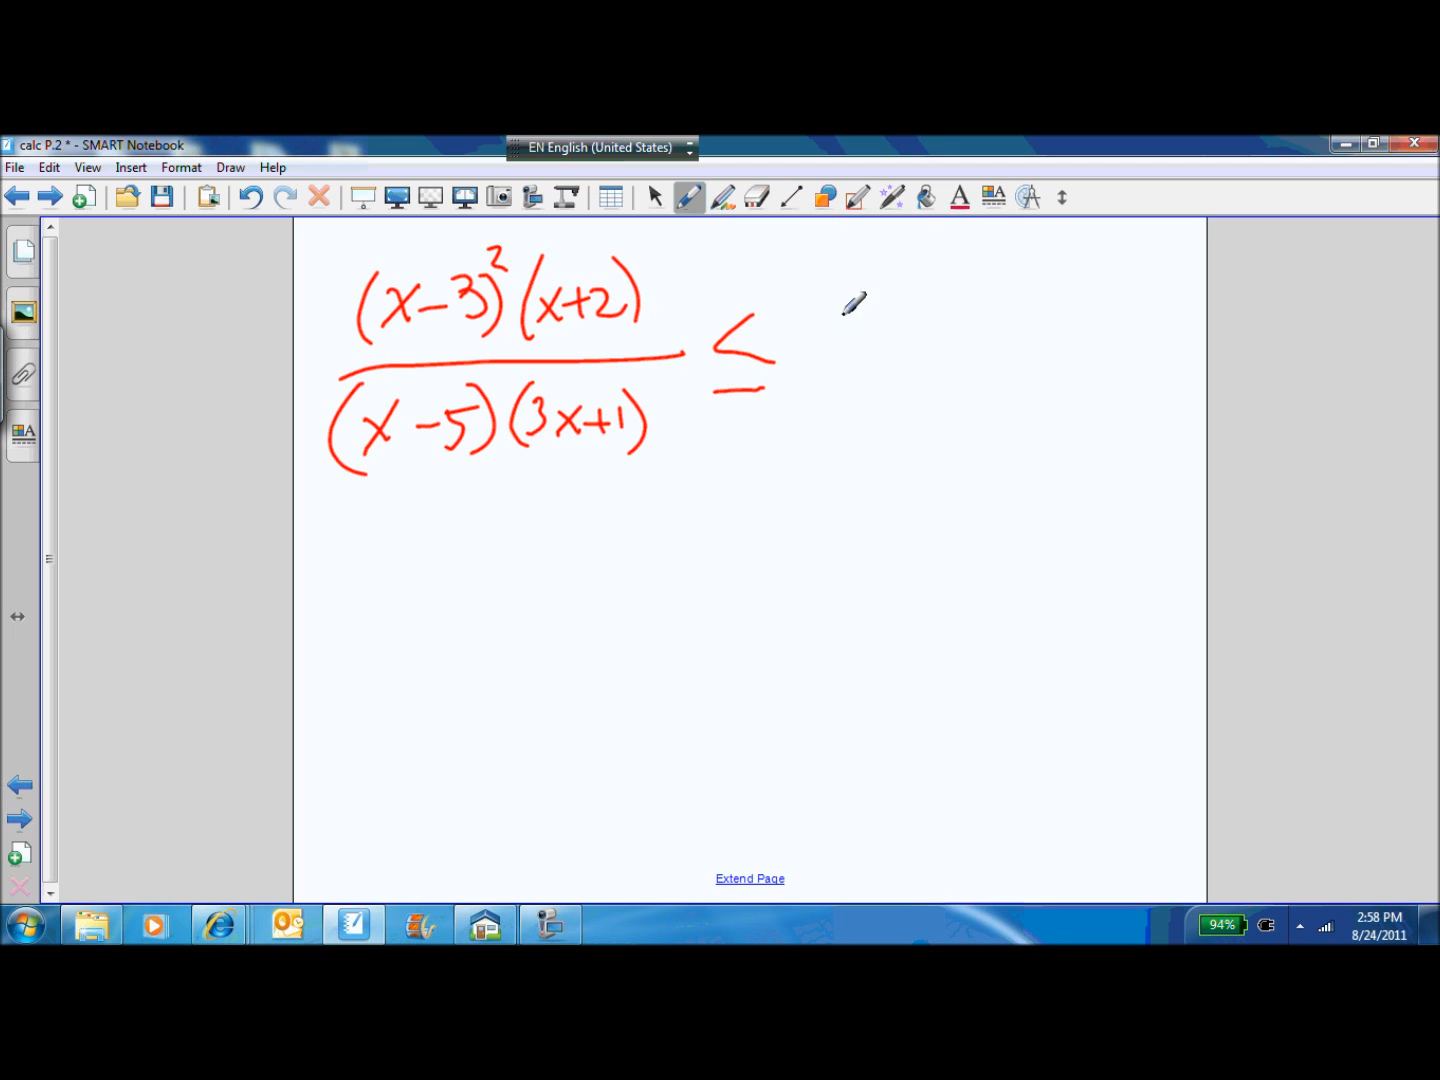 calc P.2 * - SMART Notebook
EN English (United States)
File Edit View Insert Format Draw Help
(x-3)² (x+2)
≤
(x-5)(3x+1)
Extend Page
94%
2:58 PM
8/24/2011